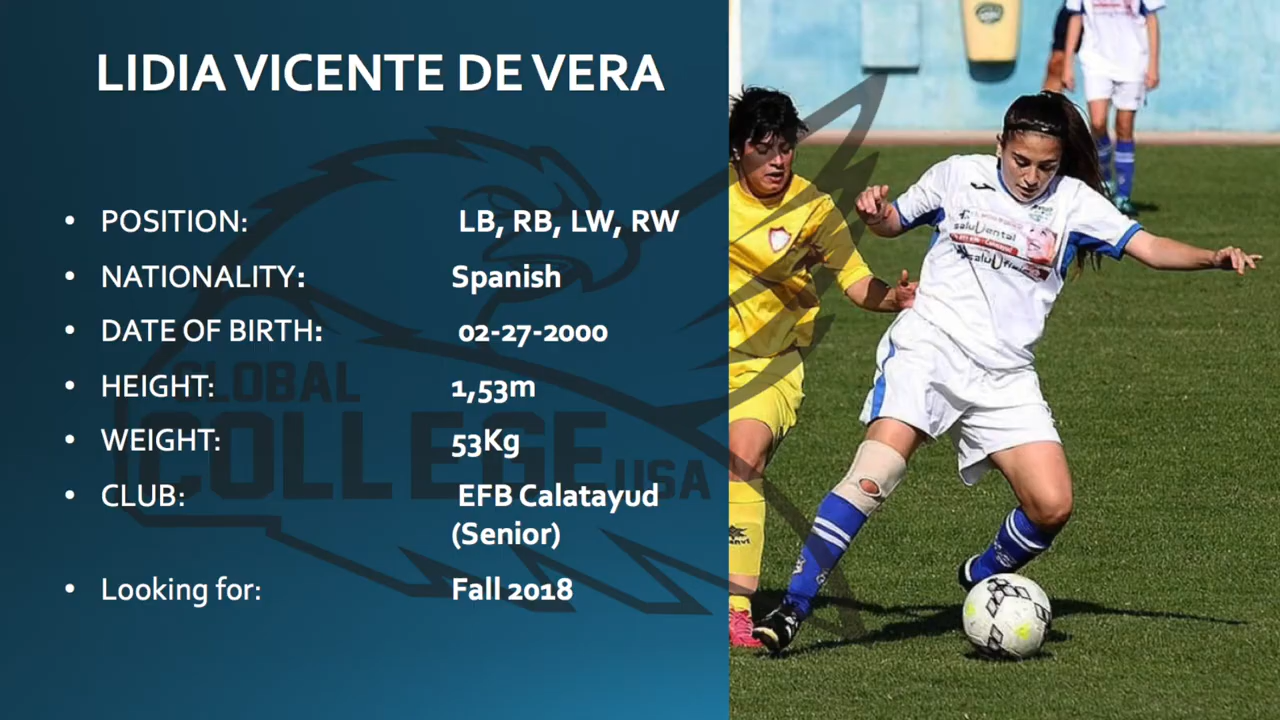 LIDIA VICENTE DE VERA
• POSITION: LB, RB, LW, RW
• NATIONALITY: Spanish
• DATE OF BIRTH: 02-27-2000
• HEIGHT: 1,53m
• WEIGHT: 53Kg
• CLUB: EFB Calatayud
(Senior)
• Looking for: Fall 2018
GLOBAL
COLLEGE USA
saluDental